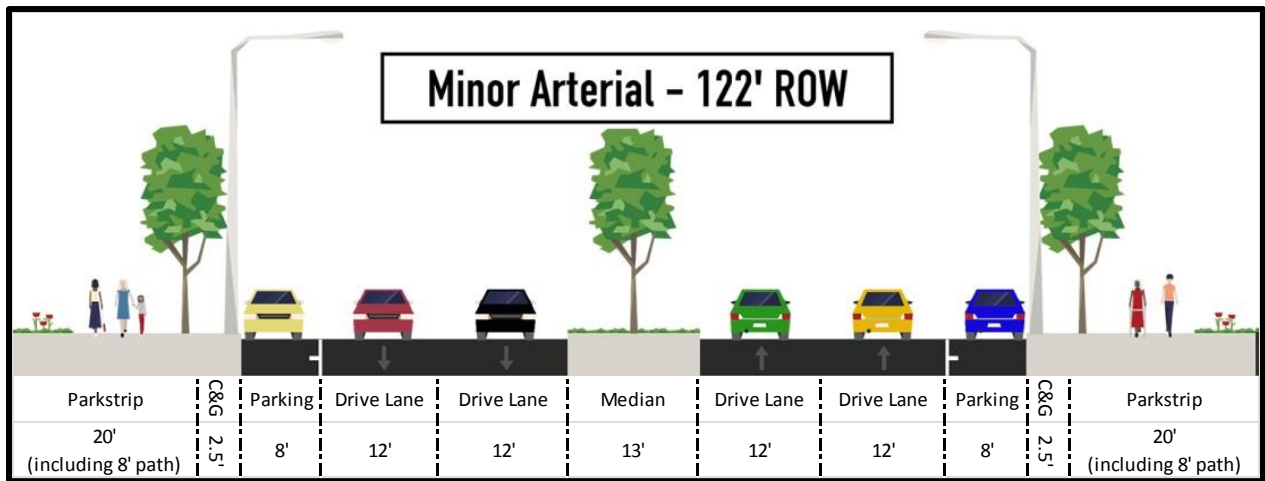 Minor Arterial - 122' ROW
Parkstrip C&G Parking Drive Lane Drive Lane Median Drive Lane Drive Lane Parking C&G Parkstrip
20' (including 8' path) 2.5' 8' 12' 12' 13' 12' 12' 8' 2.5' 20' (including 8' path)